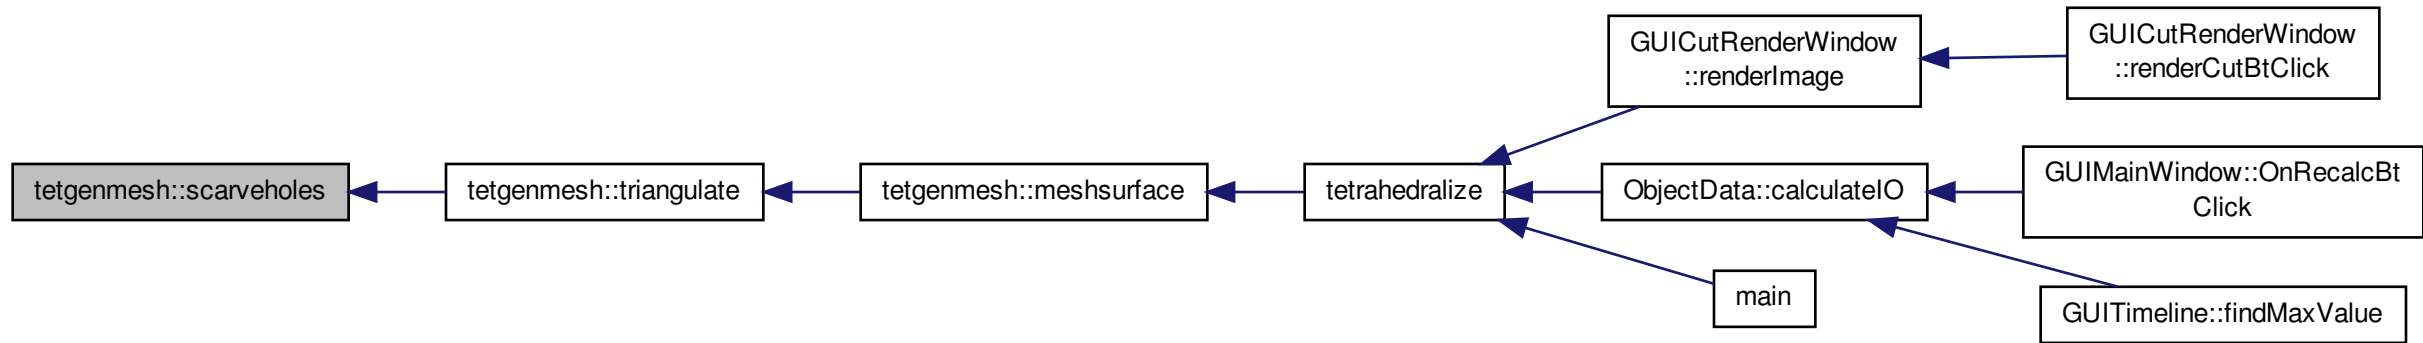 tetgenmesh::scarveholes
tetgenmesh::triangulate
tetgenmesh::meshsurface
tetrahedralize
GUICutRenderWindow
::renderImage
GUICutRenderWindow
::renderCutBtClick
ObjectData::calculateIO
GUIMainWindow::OnRecalcBt
Click
GUITimeline::findMaxValue
main